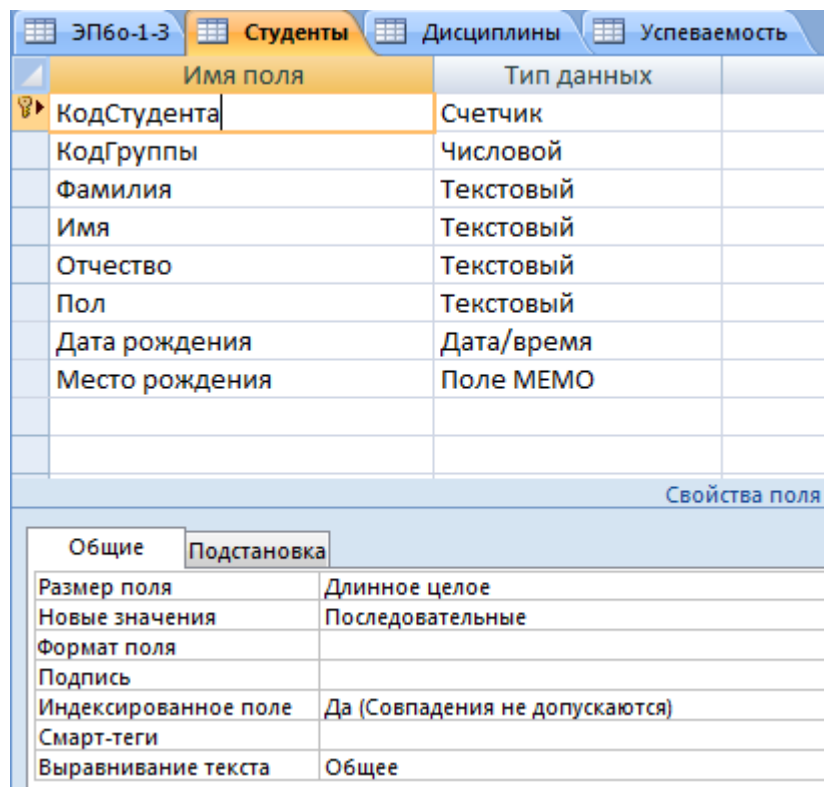 ЭПбо-1-3 Студенты Дисциплины Успеваемость
Имя поля Тип данных
КодСтудента Счетчик
КодГруппы Числовой
Фамилия Текстовый
Имя Текстовый
Отчество Текстовый
Пол Текстовый
Дата рождения Дата/время
Место рождения Поле МЕМО
Свойства поля
Общие Подстановка
Размер поля Длинное целое
Новые значения Последовательные
Формат поля
Подпись
Индексированное поле Да (Совпадения не допускаются)
Смарт-теги
Выравнивание текста Общее